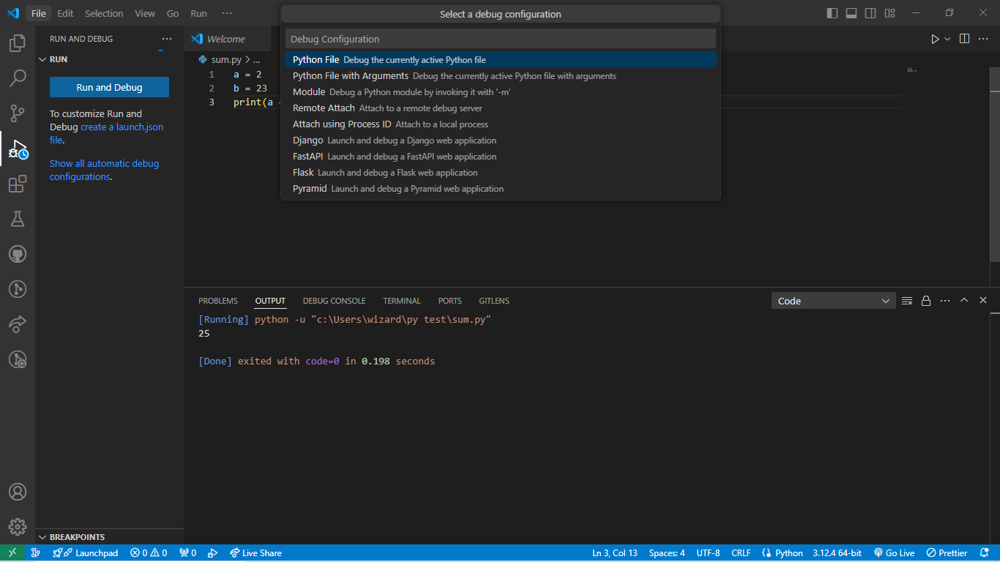 File Edit Selection View Go Run ···
Select a debug configuration
Debug Configuration
Python File Debug the currently active Python file
Python File with Arguments Debug the currently active Python file with arguments
Module Debug a Python module by invoking it with '-m'
Remote Attach Attach to a remote debug server
Attach using Process ID Attach to a local process
Django Launch and debug a Django web application
FastAPI Launch and debug a FastAPI web application
Flask Launch and debug a Flask web application
Pyramid Launch and debug a Pyramid web application
RUN AND DEBUG ···
RUN
Run and Debug
To customize Run and
Debug create a launch.json
file.
Show all automatic debug
configurations.
BREAKPOINTS
Welcome
sum.py > ...
1 a = 2
2 b = 23
3 print(a
PROBLEMS OUTPUT DEBUG CONSOLE TERMINAL PORTS GITLENS
Code
[Running] python -u "c:\Users\wizard\py test\sum.py"
25
[Done] exited with code=0 in 0.198 seconds
Launchpad 0 0 0 Live Share Ln 3, Col 13 Spaces: 4 UTF-8 CRLF Python 3.12.4 64-bit Go Live Prettier